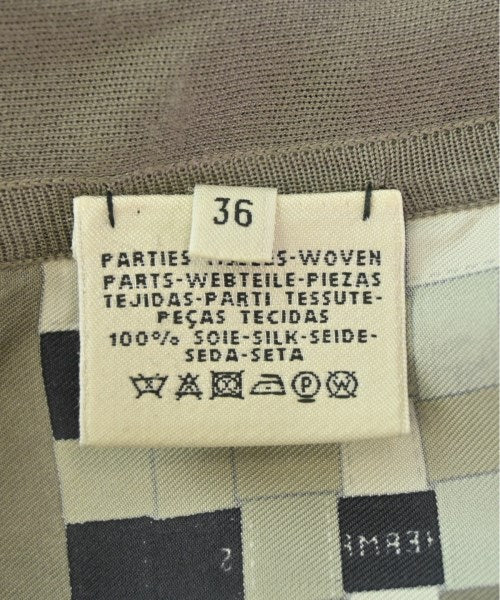 36
PARTIES TISSEES-WOVEN
PARTS-WEBTEILE-PIEZAS
TEJIDAS-PARTI TESSUTE-
PEÇAS TECIDAS
100% SOIE-SILK-SEIDE-
SEDA-SETA
P W